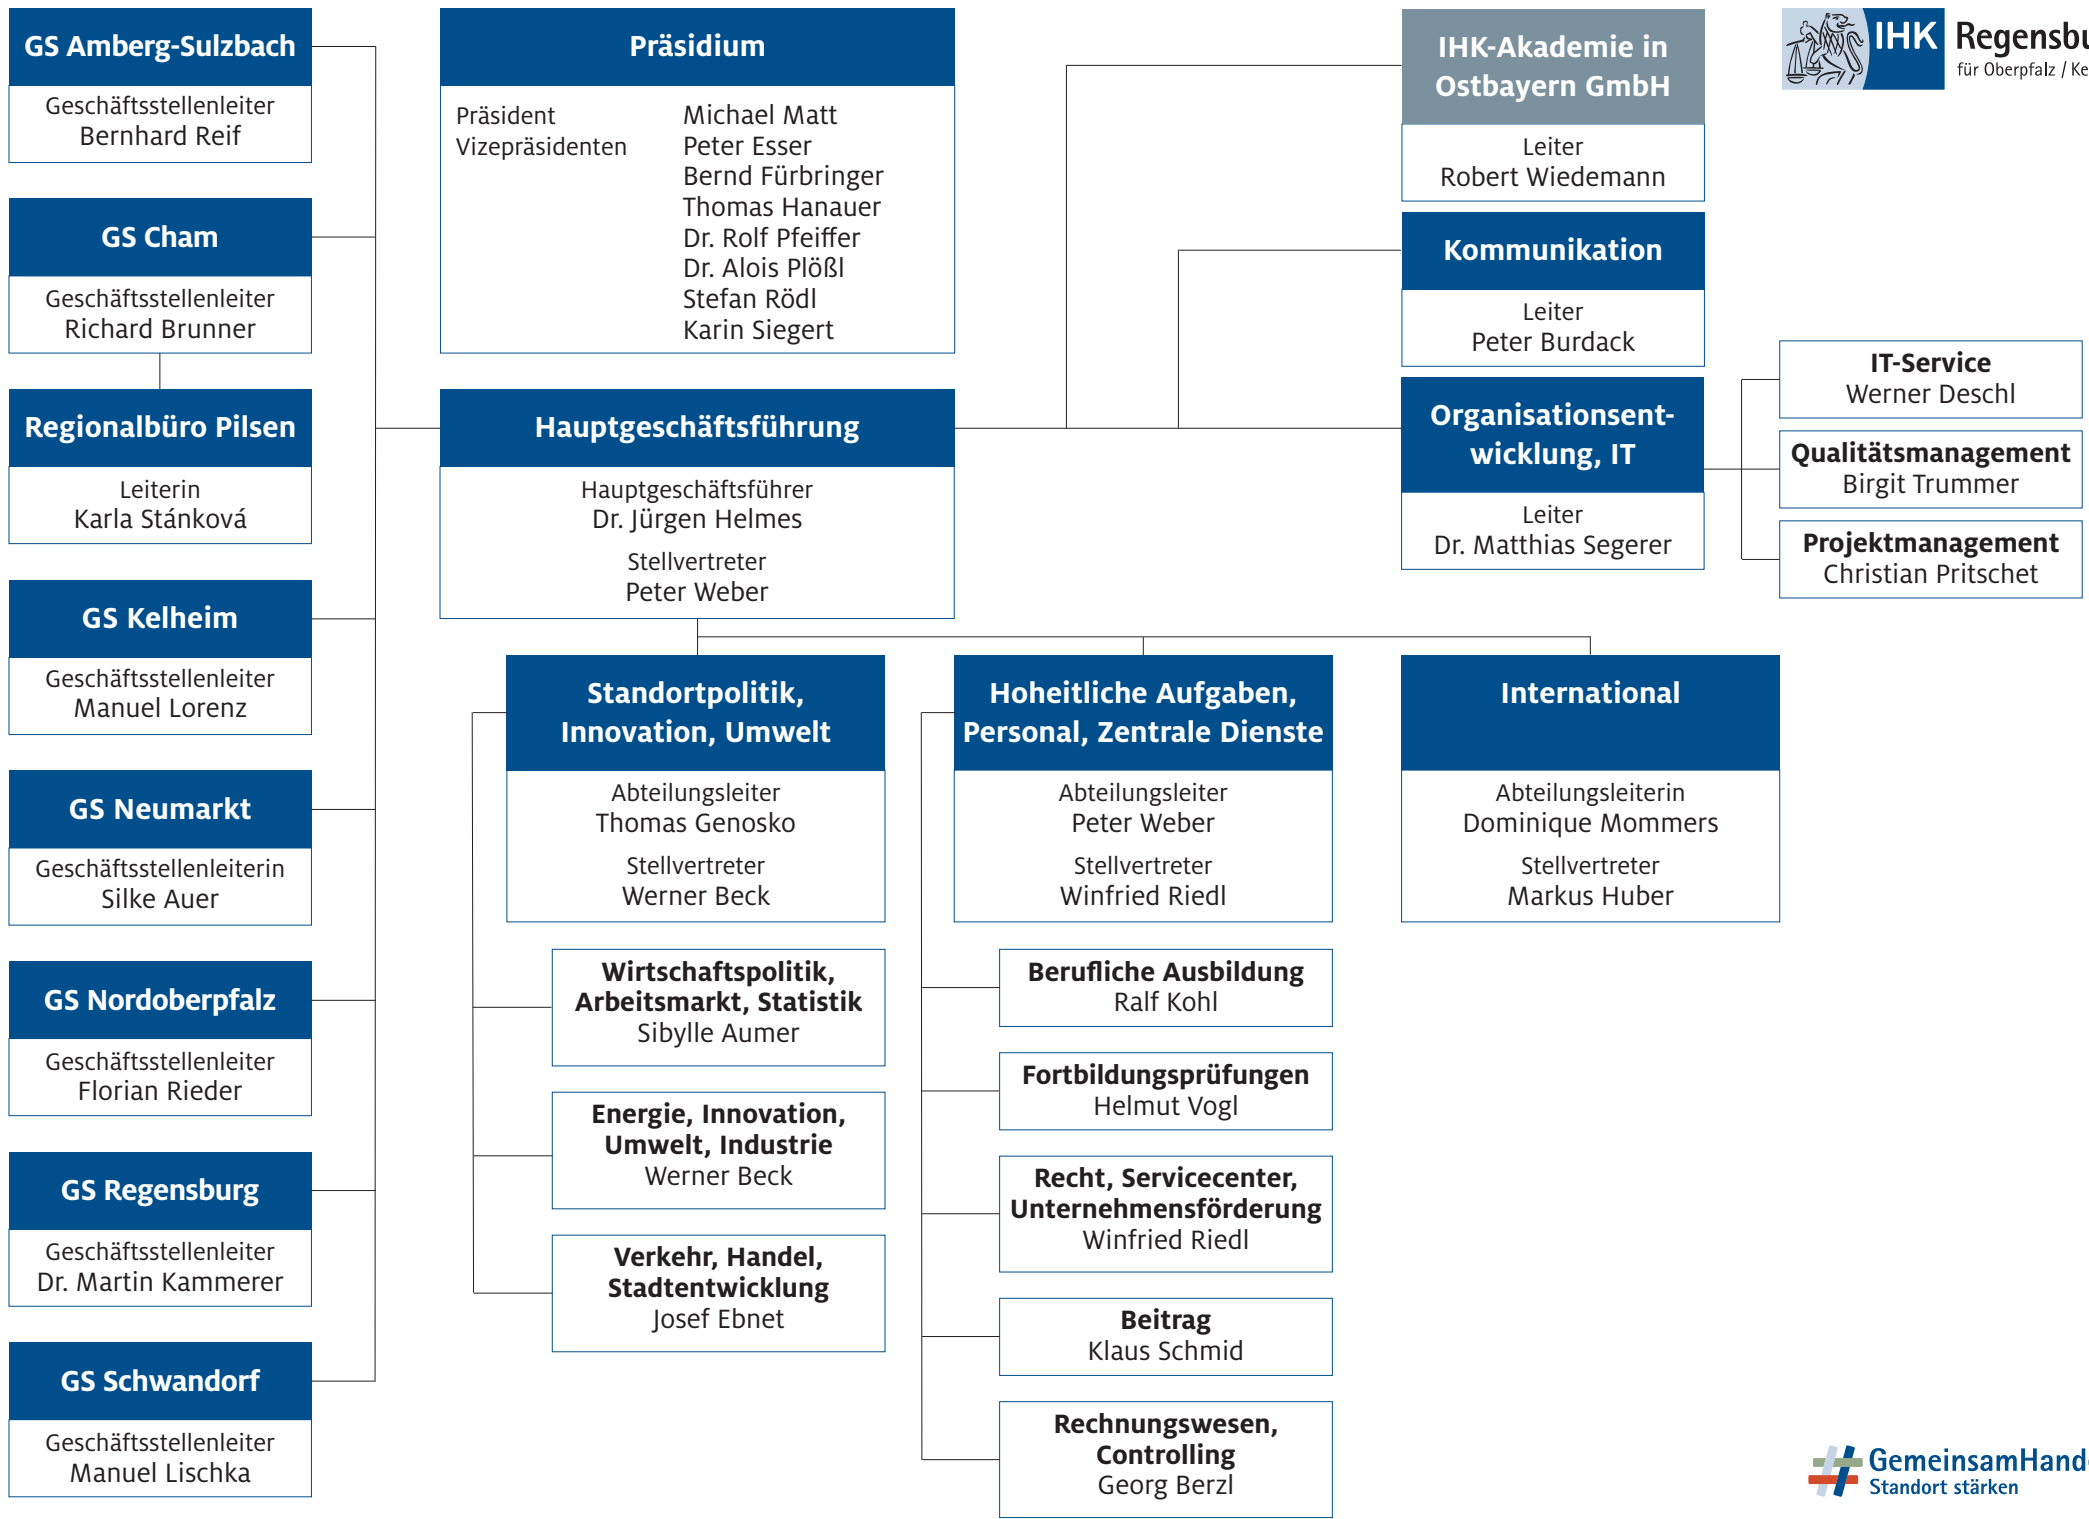 GS Amberg-Sulzbach
Geschäftsstellenleiter
Bernhard Reif
GS Cham
Geschäftsstellenleiter
Richard Brunner
Regionalbüro Pilsen
Leiterin
Karla Stánková
GS Kelheim
Geschäftsstellenleiter
Manuel Lorenz
GS Neumarkt
Geschäftsstellenleiterin
Silke Auer
GS Nordoberpfalz
Geschäftsstellenleiter
Florian Rieder
GS Regensburg
Geschäftsstellenleiter
Dr. Martin Kammerer
GS Schwandorf
Geschäftsstellenleiter
Manuel Lischka
Präsidium
Präsident Michael Matt
Vizepräsidenten Peter Esser
Bernd Fürbringer
Thomas Hanauer
Dr. Rolf Pfeiffer
Dr. Alois Plößl
Stefan Rödl
Karin Siegert
Hauptgeschäftsführung
Hauptgeschäftsführer
Dr. Jürgen Helmes
Stellvertreter
Peter Weber
IHK-Akademie in
Ostbayern GmbH
Leiter
Robert Wiedemann
Kommunikation
Leiter
Peter Burdack
Organisationsent-
wicklung, IT
Leiter
Dr. Matthias Segerer
IHK Regensbu
für Oberpfalz / Ke
IT-Service
Werner Deschl
Qualitätsmanagement
Birgit Trummer
Projektmanagement
Christian Pritschet
Standortpolitik,
Innovation, Umwelt
Abteilungsleiter
Thomas Genosko
Stellvertreter
Werner Beck
Wirtschaftspolitik,
Arbeitsmarkt, Statistik
Sibylle Aumer
Energie, Innovation,
Umwelt, Industrie
Werner Beck
Verkehr, Handel,
Stadtentwicklung
Josef Ebnet
Hoheitliche Aufgaben,
Personal, Zentrale Dienste
Abteilungsleiter
Peter Weber
Stellvertreter
Winfried Riedl
Berufliche Ausbildung
Ralf Kohl
Fortbildungsprüfungen
Helmut Vogl
Recht, Servicecenter,
Unternehmensförderung
Winfried Riedl
Beitrag
Klaus Schmid
Rechnungswesen,
Controlling
Georg Berzl
International
Abteilungsleiterin
Dominique Mommers
Stellvertreter
Markus Huber
GemeinsamHand
Standort stärken